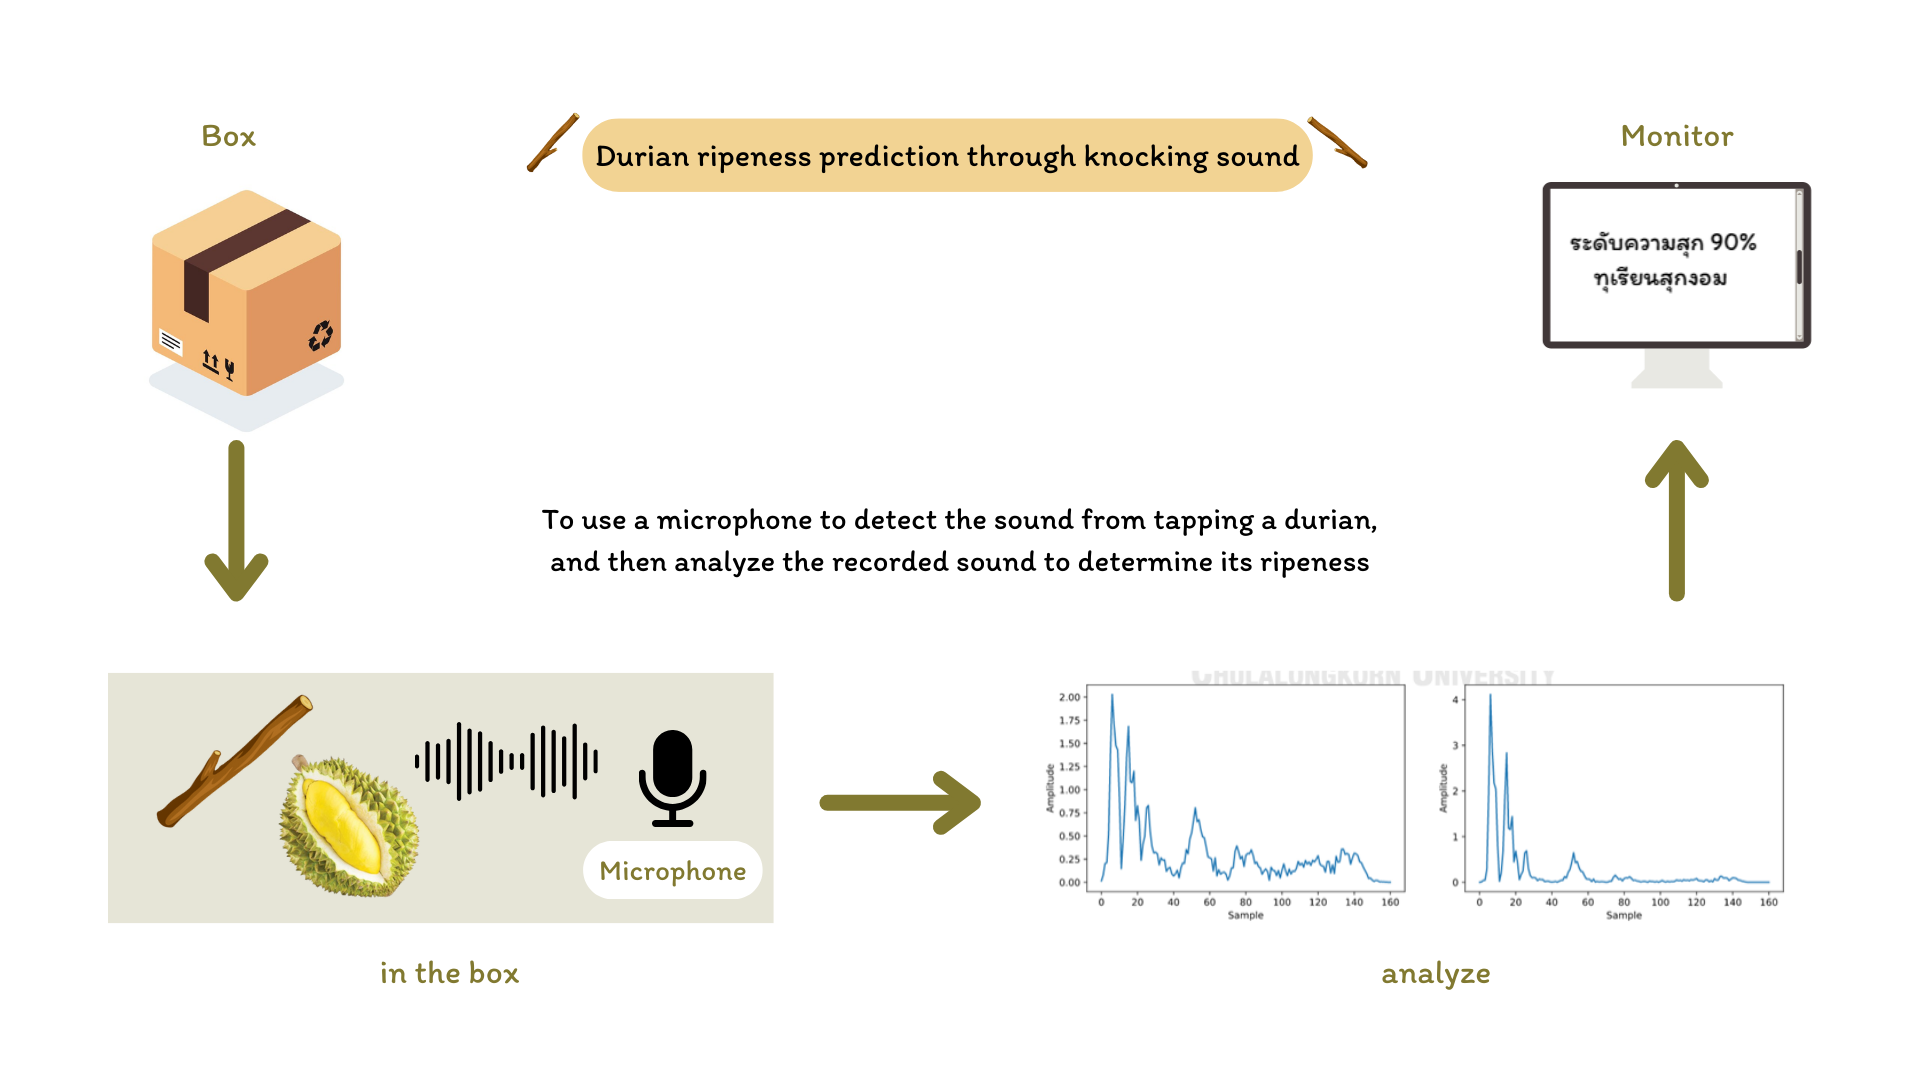 Box
Durian ripeness prediction through knocking sound
Monitor
ระดับความสุก 90%
ทุเรียนสุกงอม
To use a microphone to detect the sound from tapping a durian,
and then analyze the recorded sound to determine its ripeness
Microphone
in the box
CHULALONGKORN UNIVERSITY
2.00
1.75
1.50
1.25
1.00
0.75
0.50
0.25
0.00
Amplitude
0 20 40 60 80 100 120 140 160
Sample
4
3
2
1
0
Amplitude
0 20 40 60 80 100 120 140 160
Sample
analyze